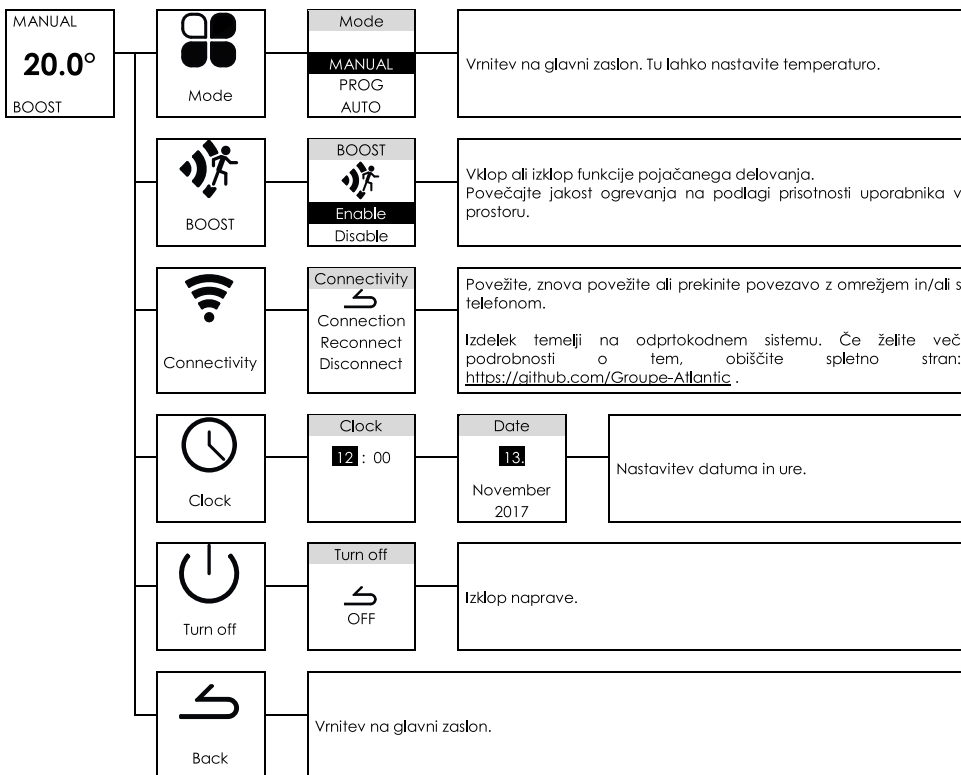 MANUAL
20.0°
BOOST
Mode
Mode
MANUAL
PROG
AUTO
Vrnitev na glavni zaslon. Tu lahko nastavite temperaturo.
BOOST
BOOST
Enable
Disable
Vklop ali izklop funkcije pojačanega delovanja.
Povečajte jakost ogrevanja na podlagi prisotnosti uporabnika v
prostoru.
Connectivity
Connectivity
Connection
Reconnect
Disconnect
Povežite, znova povežite ali prekinite povezavo z omrežjem in/ali s
telefonom.
Izdelek temelji na odprtokodnem sistemu. Če želite več
podrobnosti o tem, obiščite spletno stran:
https://github.com/Groupe-Atlantic .
Clock
Clock
12 : 00
Date
13.
November
2017
Nastavitev datuma in ure.
Turn off
Turn off
OFF
Izklop naprave.
Back
Vrnitev na glavni zaslon.